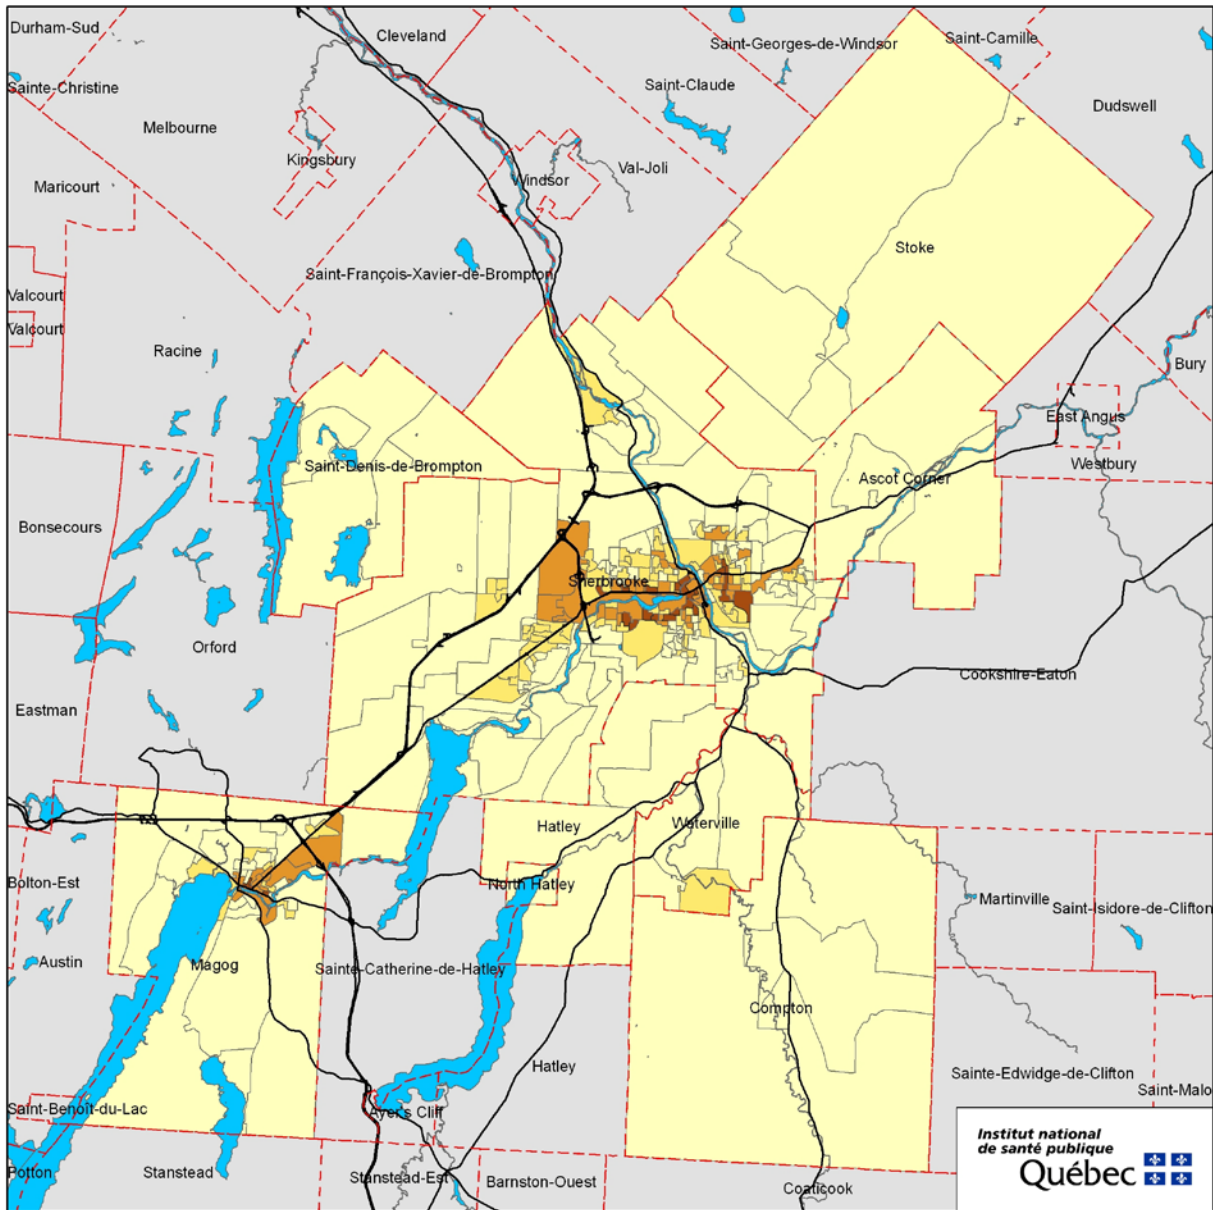 Durham-Sud
Cleveland
Saint-Georges-de-Windsor
Saint-Camille
Sainte-Christine
Saint-Claude
Dudswell
Melbourne
Kingsbury
Windsor
Val-Joli
Maricourt
Stoke
Saint-François-Xavier-de-Brompton
Valcourt
Valcourt
Racine
Bury
East Angus
Saint-Denis-de-Brompton
Westbury
Ascot Corner
Bonsecours
Sherbrooke
Orford
Cookshire-Eaton
Eastman
Hatley
Waterville
Bolton-Est
North Hatley
Martinville
Saint-Isidore-de-Clifton
Austin
Magog
Sainte-Catherine-de-Hatley
Compton
Hatley
Sainte-Edwidge-de-Clifton
Saint-Malo
Saint-Benoît-du-Lac
Ayer's Cliff
Potton
Stanstead
Stanstead-Est
Barnston-Ouest
Coaticook
Institut national
de santé publique
Québec